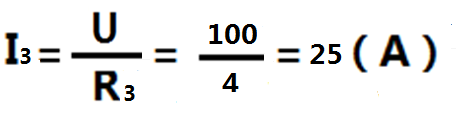 I₃ = U / R₃ = 100 / 4 = 25 ( A )